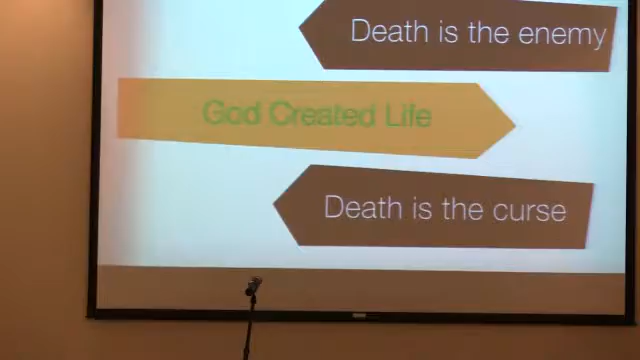 Death is the enemy
God Created Life
Death is the curse